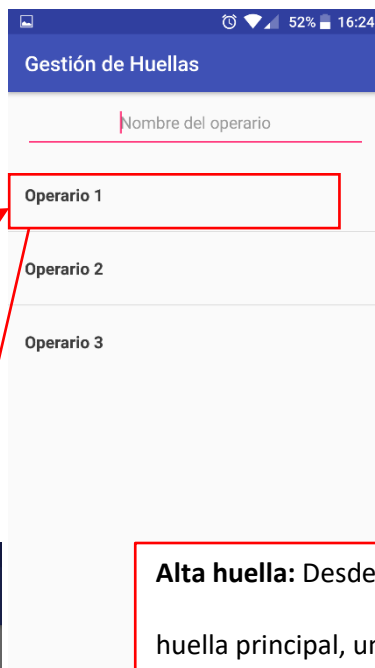 52% 16:24
Gestión de Huellas
Nombre del operario
Operario 1
Operario 2
Operario 3
Alta huella: Desde
huella principal,